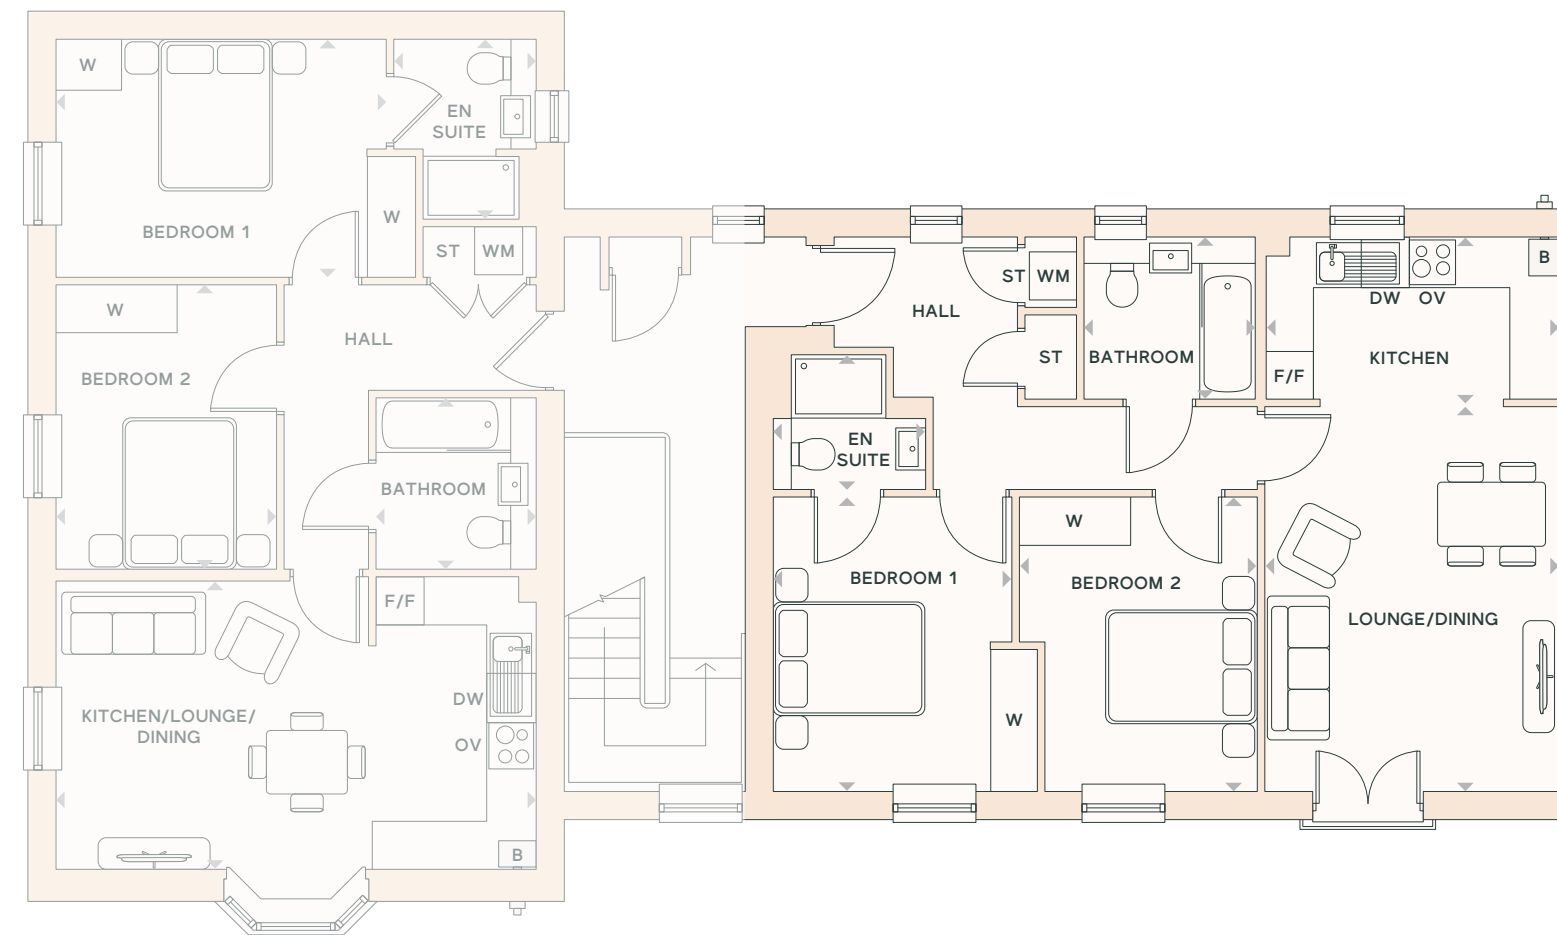 W
EN
SUITE
W
BEDROOM 1
ST
WM
W
HALL
BEDROOM 2
BATHROOM
F/F
KITCHEN/LOUNGE/
DINING
DW
OV
B
HALL
ST
WM
ST
BATHROOM
B
DW
OV
KITCHEN
F/F
EN
SUITE
W
BEDROOM 1
BEDROOM 2
LOUNGE/DINING
W